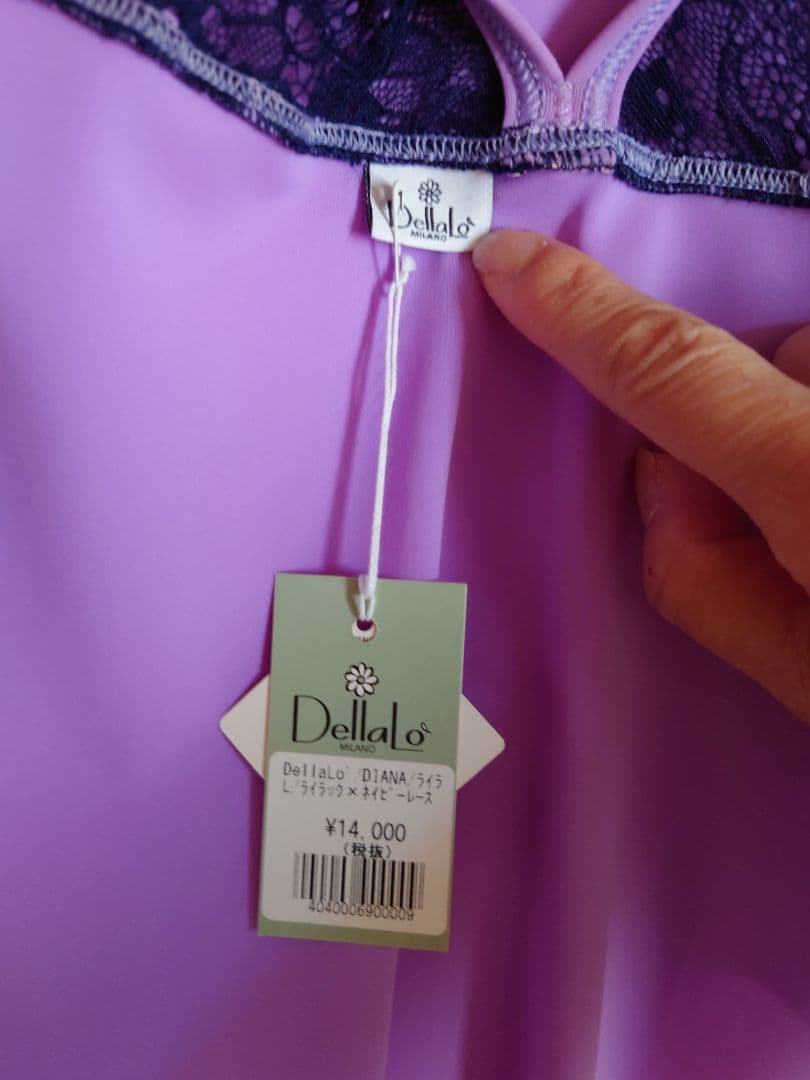 DellaLo'
MILANO
DellaLo'
MILANO
DellaLo'/DIANA/ライラ
L/ライラック×ネイビーレース
¥14,000
(税抜)
4040006900009